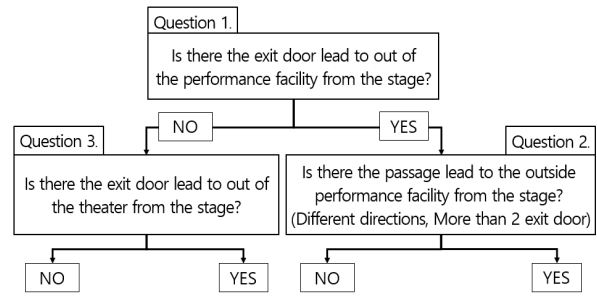 Question 1.
Is there the exit door lead to out of
the performance facility from the stage?
NO
YES
Question 3.
Is there the exit door lead to out of
the theater from the stage?
Question 2.
Is there the passage lead to the outside
performance facility from the stage?
(Different directions, More than 2 exit door)
NO
YES
NO
YES